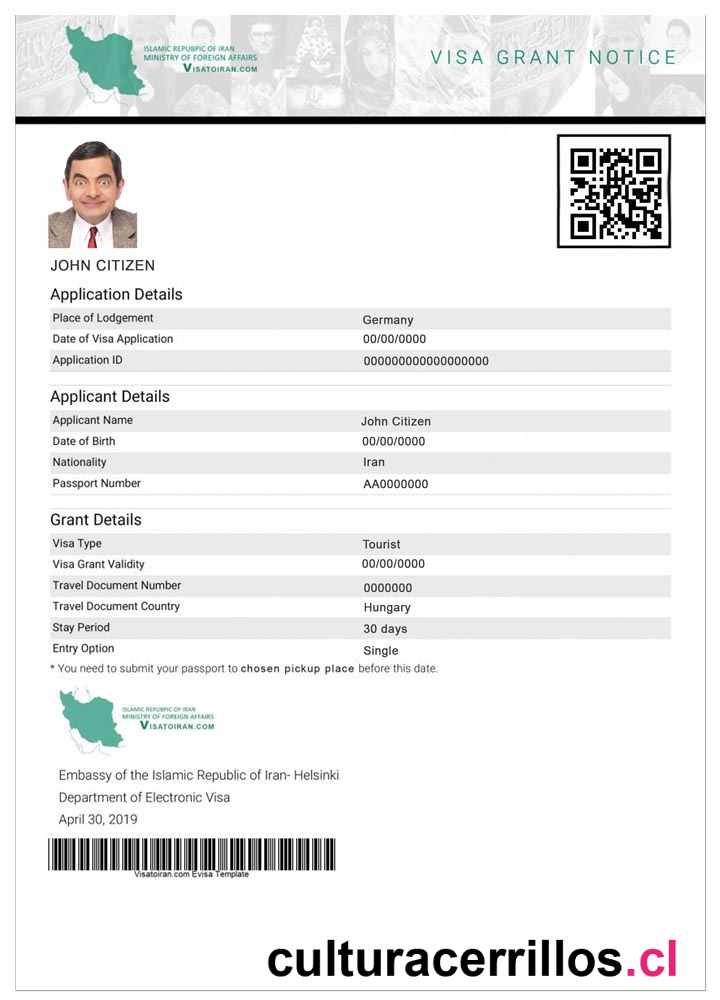 ISLAMIC REPUBPIC OF IRAN
MINISTRY OF FOREIGN AFFAIRS
VISATOIRAN.COM
VISA GRANT NOTICE
JOHN CITIZEN
Application Details
Place of Lodgement Germany
Date of Visa Application 00/00/0000
Application ID 000000000000000000
Applicant Details
Applicant Name John Citizen
Date of Birth 00/00/0000
Nationality Iran
Passport Number AA0000000
Grant Details
Visa Type Tourist
Visa Grant Validity 00/00/0000
Travel Document Number 0000000
Travel Document Country Hungary
Stay Period 30 days
Entry Option Single
* You need to submit your passport to chosen pickup place before this date.
ISLAMIC REPUBPIC OF IRAN
MINISTRY OF FOREIGN AFFAIRS
VISATOIRAN.COM
Embassy of the Islamic Republic of Iran- Helsinki
Department of Electronic Visa
April 30, 2019
Visatoiran.com Evisa Template
culturacerrillos.cl